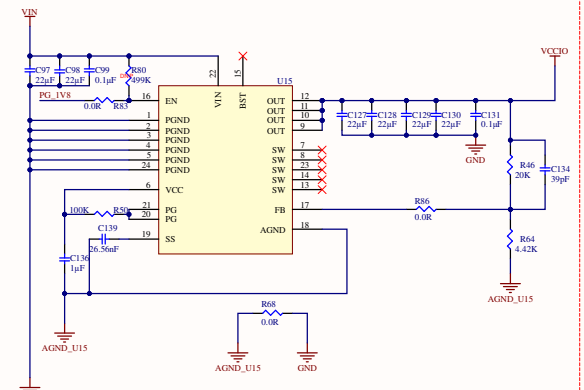 VIN
VCCIO
C97
22µF
C98
22µF
C99
0.1µF
R80
499K
PG_1V8
0.0R
R83
22
15
U15
VIN
BST
16 EN
1 PGND
2 PGND
3 PGND
4 PGND
5 PGND
24 PGND
6 VCC
21 PG
20 PG
19 SS
OUT 12
OUT 11
OUT 10
OUT 9
SW 7
SW 8
SW 23
SW 14
SW 13
FB 17
AGND 18
C127
22µF
C128
22µF
C129
22µF
C130
22µF
C131
0.1µF
GND
R46
20K
C134
39pF
R86
0.0R
R64
4.42K
AGND_U15
100K
R50
C139
26.56nF
C136
1µF
AGND_U15
R68
0.0R
AGND_U15
GND